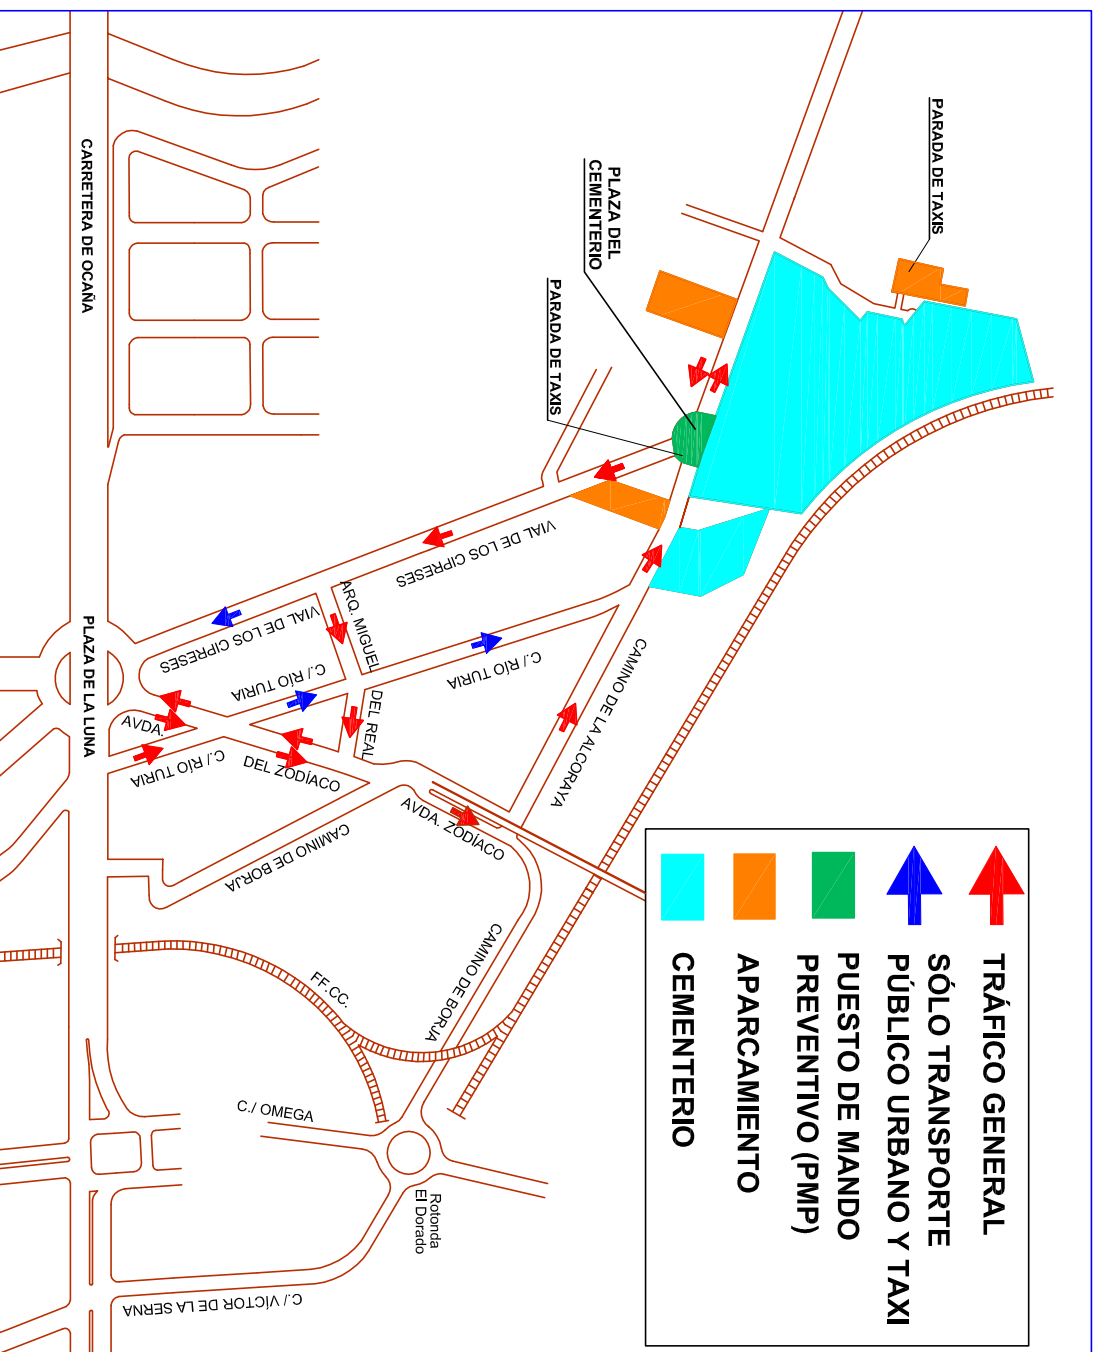 PARADA DE TAXIS
PLAZA DEL
CEMENTERIO
PARADA DE TAXIS
CARRETERA DE OCAÑA
PLAZA DE LA LUNA
VIAL DE LOS CIPRESES
VIAL DE LOS CIPRESES
ARQ. MIGUEL
DEL REAL
C./ RÍO TURIA
C./ RÍO TURIA
C./ RÍO TURIA
AVDA.
DEL ZODÍACO
AVDA. ZODÍACO
CAMINO DE LA ALCORAYA
CAMINO DE BORJA
CAMINO DE BORJA
FF.CC.
C./ OMEGA
Rotonda
El Dorado
C./ VÍCTOR DE LA SERNA
TRÁFICO GENERAL
SÓLO TRANSPORTE
PÚBLICO URBANO Y TAXI
PUESTO DE MANDO
PREVENTIVO (PMP)
APARCAMIENTO
CEMENTERIO